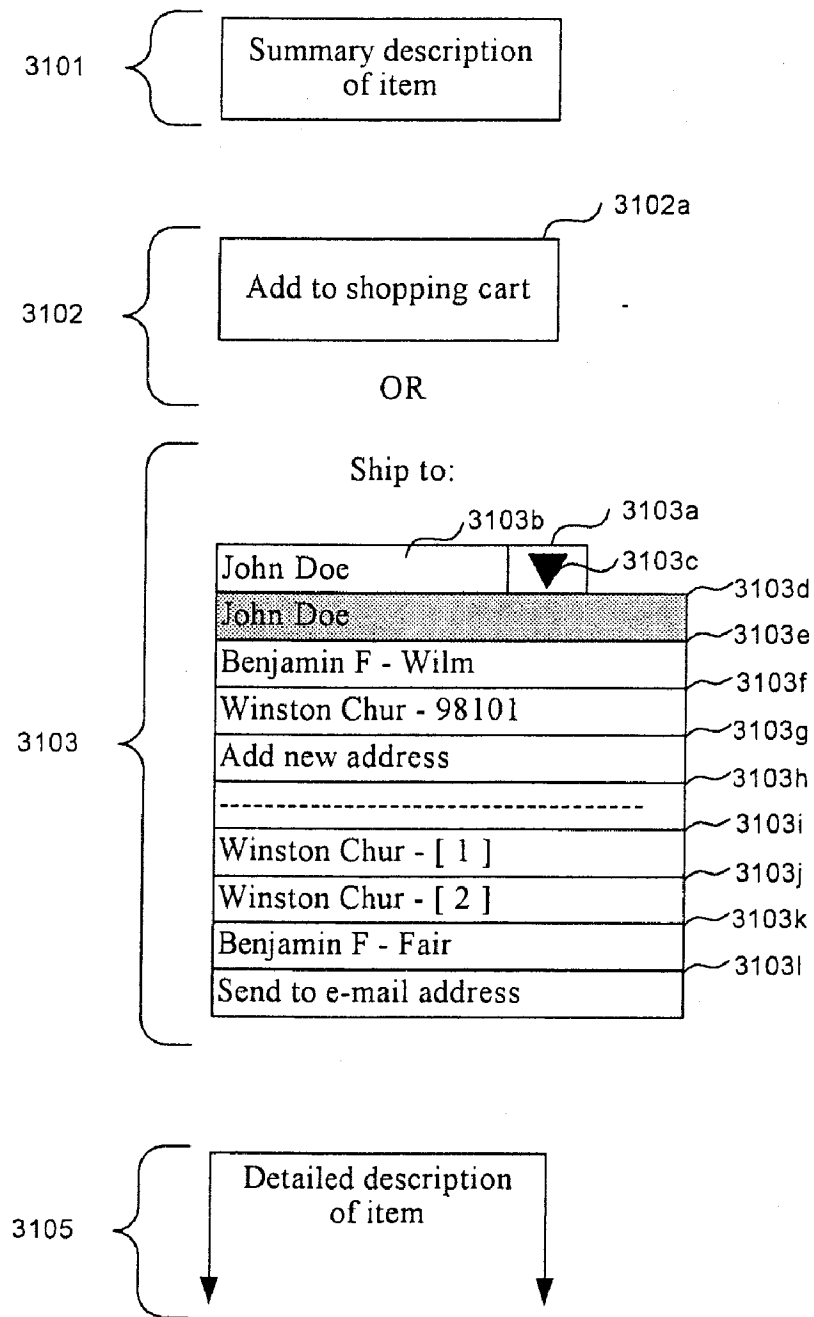 3101
Summary description
of item
3102a
3102
Add to shopping cart
OR
3103
Ship to:
3103b
3103a
3103c
John Doe
3103d
John Doe
3103e
Benjamin F - Wilm
3103f
Winston Chur - 98101
3103g
Add new address
3103h
------------------------------------
3103i
Winston Chur - [ 1 ]
3103j
Winston Chur - [ 2 ]
3103k
Benjamin F - Fair
3103l
Send to e-mail address
3105
Detailed description
of item